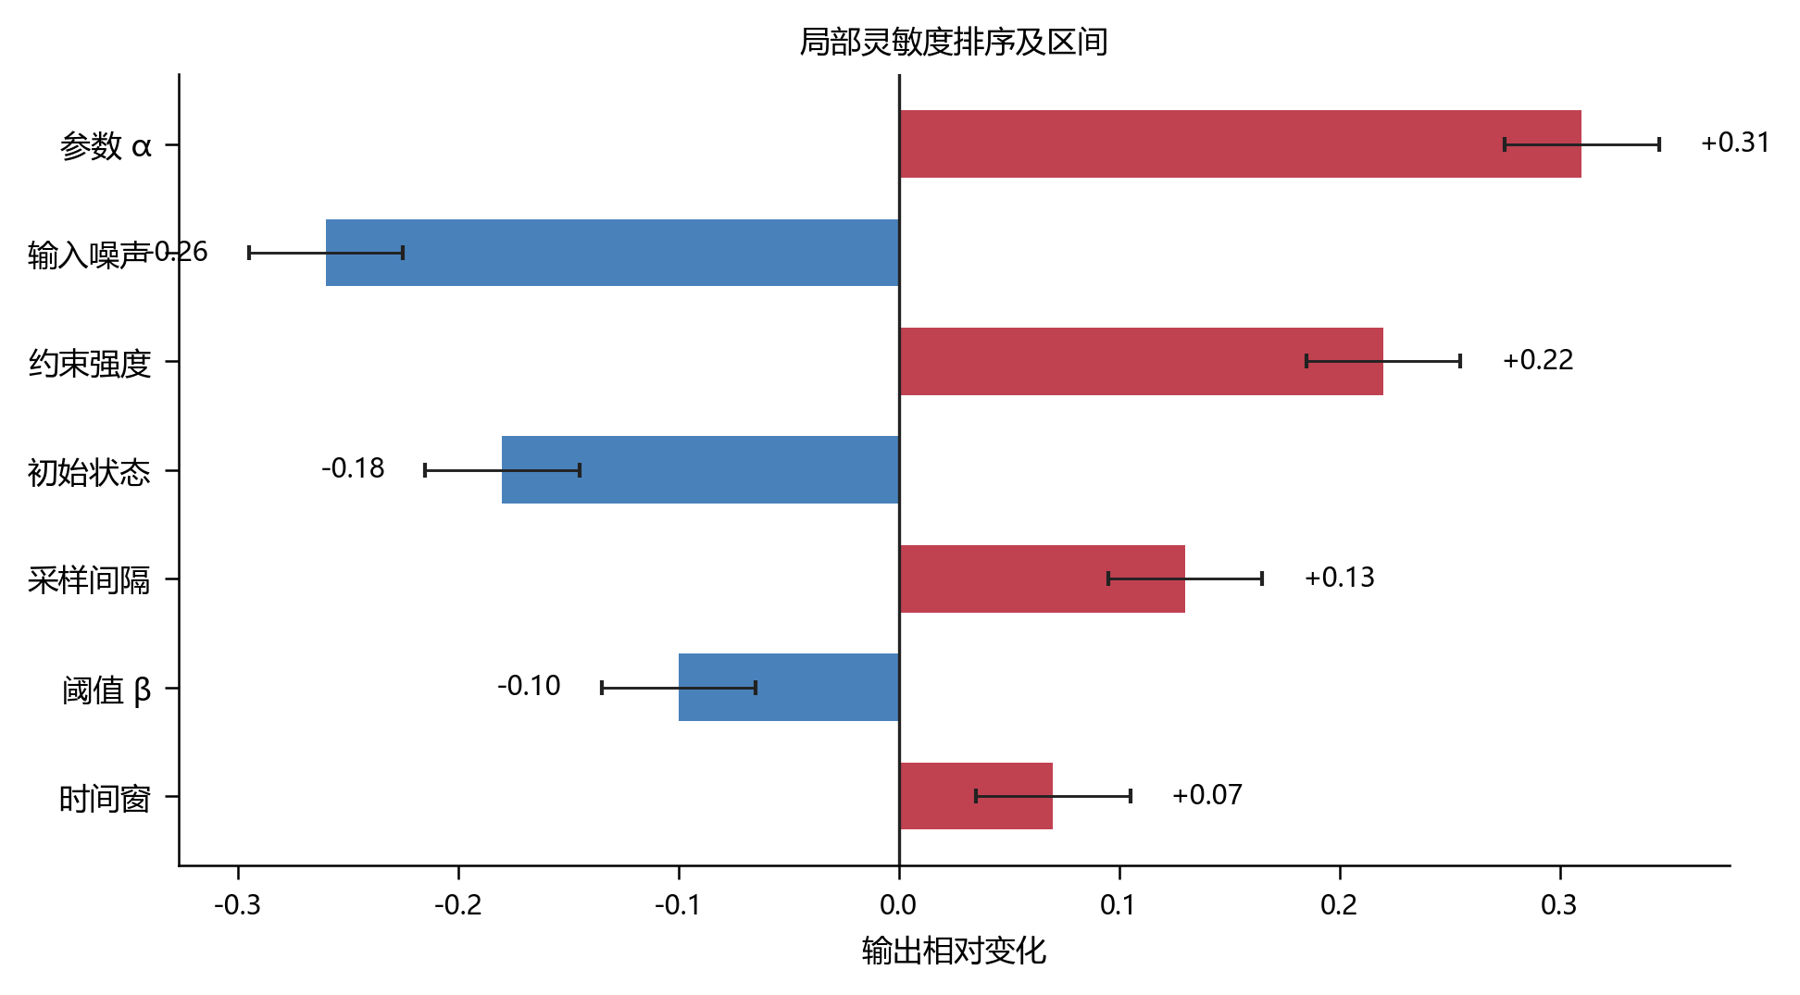 局部灵敏度排序及区间
参数 α
+0.31
输入噪声
-0.26
约束强度
+0.22
初始状态
-0.18
采样间隔
+0.13
阈值 β
-0.10
时间窗
+0.07
-0.3 -0.2 -0.1 0.0 0.1 0.2 0.3
输出相对变化